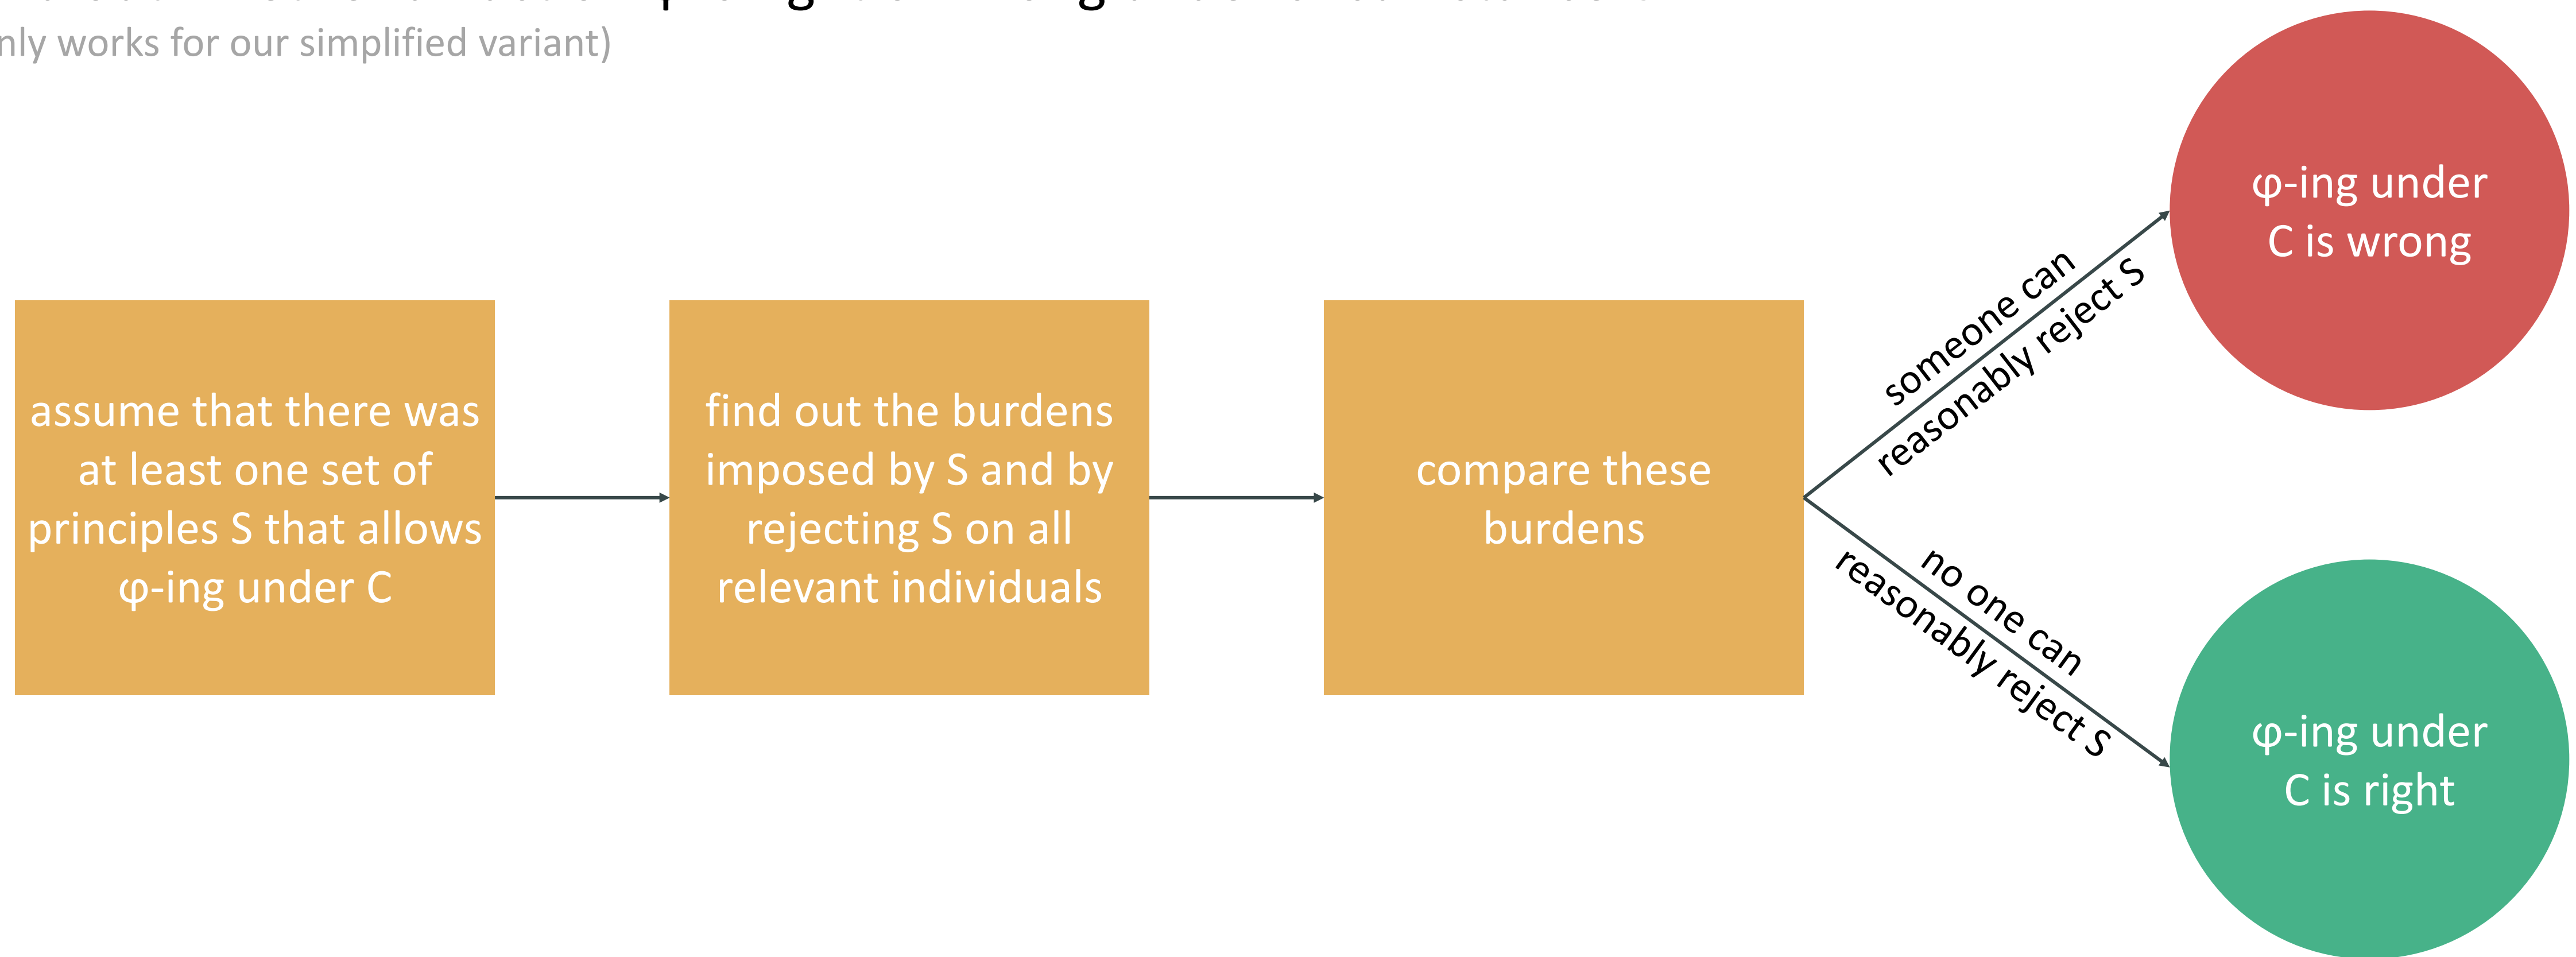 nly works for our simplified variant)
assume that there was
at least one set of
principles S that allows
φ-ing under C
find out the burdens
imposed by S and by
rejecting S on all
relevant individuals
compare these
burdens
someone can
reasonably reject S
no one can
reasonably reject S
φ-ing under
C is wrong
φ-ing under
C is right